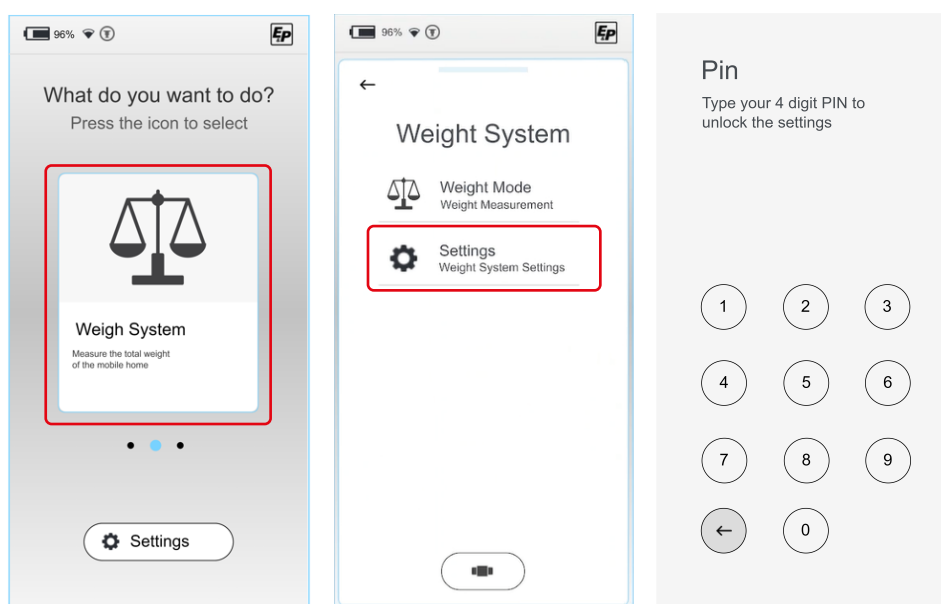 96%
E&P
What do you want to do?
Press the icon to select
Weigh System
Measure the total weight
of the mobile home
Settings
96%
E&P
Weight System
Weight Mode
Weight Measurement
Settings
Weight System Settings
Pin
Type your 4 digit PIN to
unlock the settings
1 2 3
4 5 6
7 8 9
0